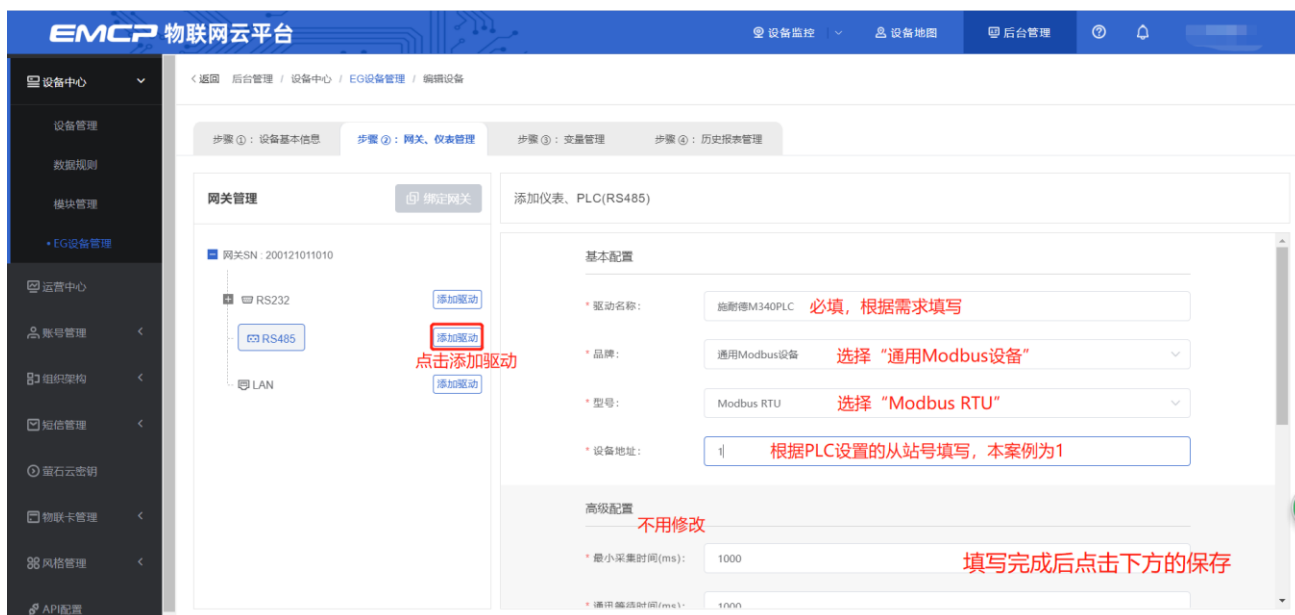 EMCP 物联网云平台
设备监控
设备地图
后台管理
设备中心
设备管理
数据规则
模块管理
• EG设备管理
运营中心
账号管理
组织架构
短信管理
萤石云密钥
物联卡管理
风格管理
API配置
< 返回 后台管理 / 设备中心 / EG设备管理 / 编辑设备
步骤①：设备基本信息
步骤②：网关、仪表管理
步骤③：变量管理
步骤④：历史报表管理
网关管理
绑定网关
网关SN : 200121011010
RS232
添加驱动
RS485
添加驱动
点击添加驱动
LAN
添加驱动
添加仪表、PLC(RS485)
基本配置
* 驱动名称：
施耐德M340PLC
必填，根据需求填写
* 品牌：
通用Modbus设备
选择“通用Modbus设备”
* 型号：
Modbus RTU
选择“Modbus RTU”
* 设备地址：
1
根据PLC设置的从站号填写，本案例为1
高级配置
不用修改
* 最小采集时间(ms)：
1000
填写完成后点击下方的保存
* 通讯等待时间(ms)：
1000